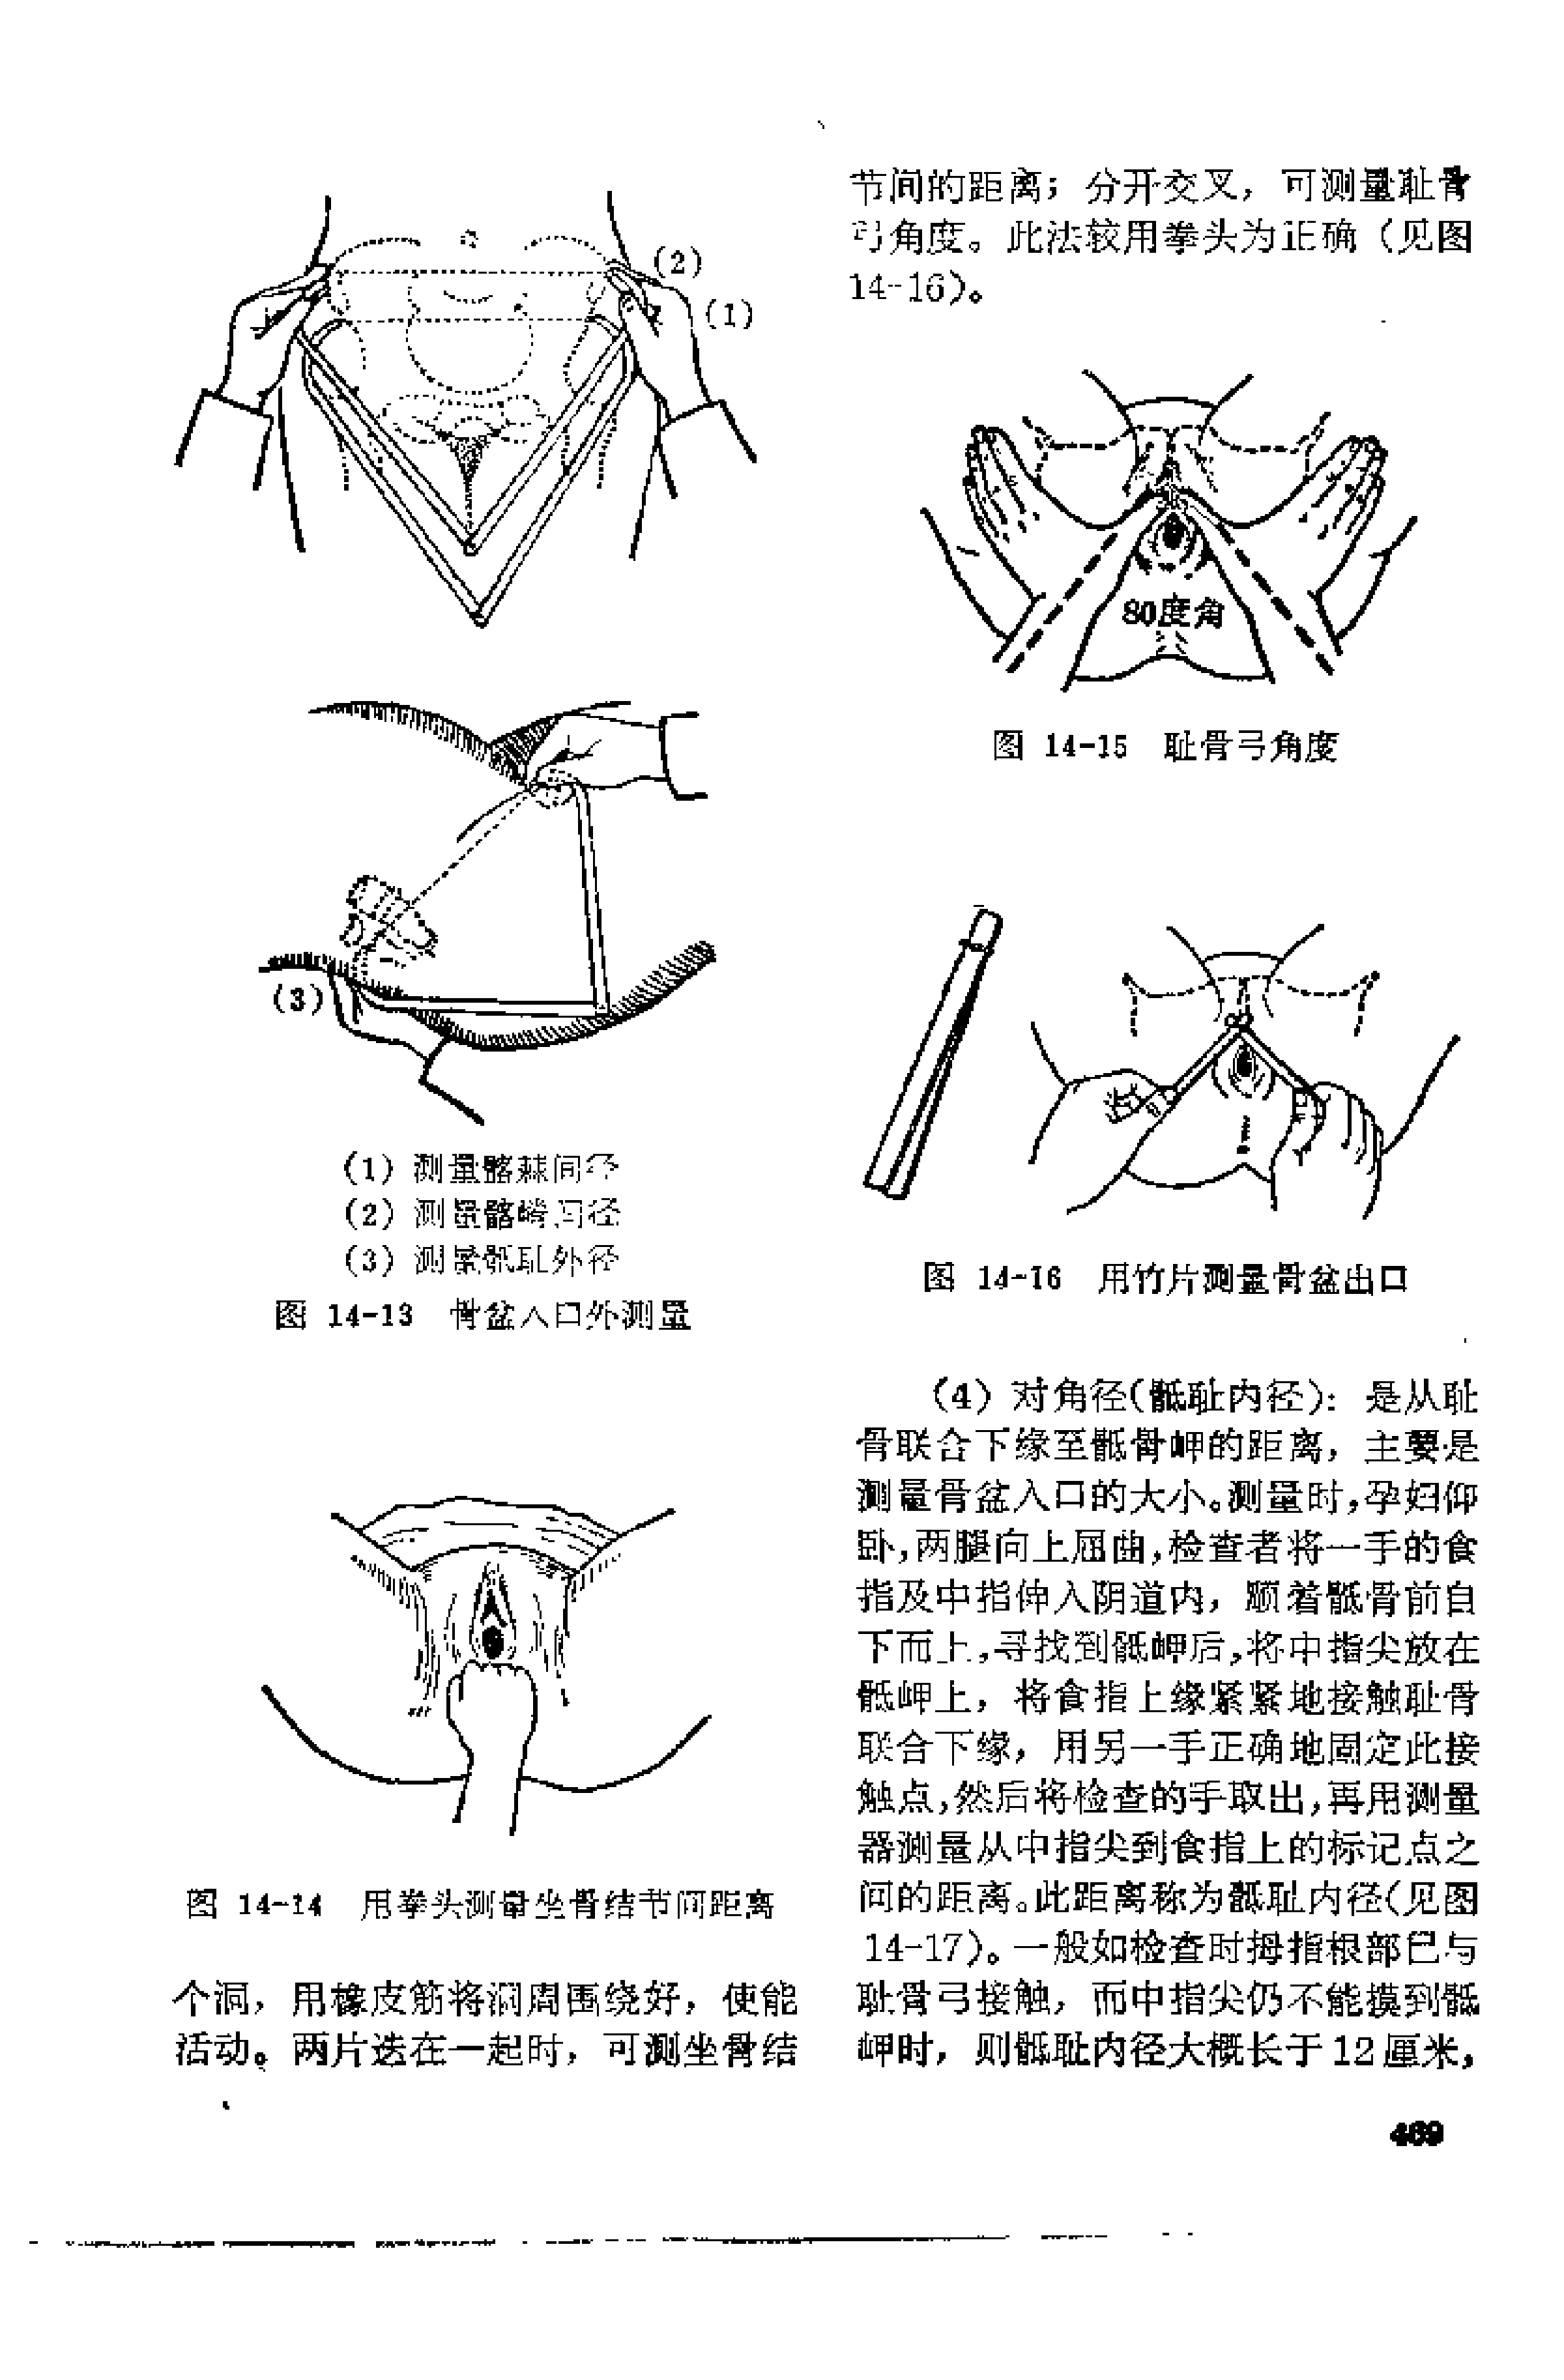 (2)
(1)
(3)
(1) 测量髂棘间径
(2) 测量髂嵴间径
(3) 测量骶耻外径
图 14-13 骨盆入口外测量
图 14-14 用拳头测量坐骨结节间距离
个洞，用橡皮筋将洞周围绕好，使能
活动。两片迭在一起时，可测坐骨结
节间的距离；分开交叉，可测量耻骨
弓角度。此法较用拳头为正确（见图
14-16）。
80度角
图 14-15 耻骨弓角度
图 14-16 用竹片测量骨盆出口
(4) 对角径(骶耻内径)：是从耻
骨联合下缘至骶骨岬的距离，主要是
测量骨盆入口的大小。测量时，孕妇仰
卧，两腿向上屈曲，检查者将一手的食
指及中指伸入阴道内，顺着骶骨前自
下而上，寻找到骶岬后，将中指尖放在
骶岬上，将食指上缘紧紧地接触耻骨
联合下缘，用另一手正确地固定此接
触点，然后将检查的手取出，再用测量
器测量从中指尖到食指上的标记点之
间的距离。此距离称为骶耻内径(见图
14-17)。一般如检查时拇指根部已与
耻骨弓接触，而中指尖仍不能摸到骶
岬时，则骶耻内径大概长于12厘米，
469